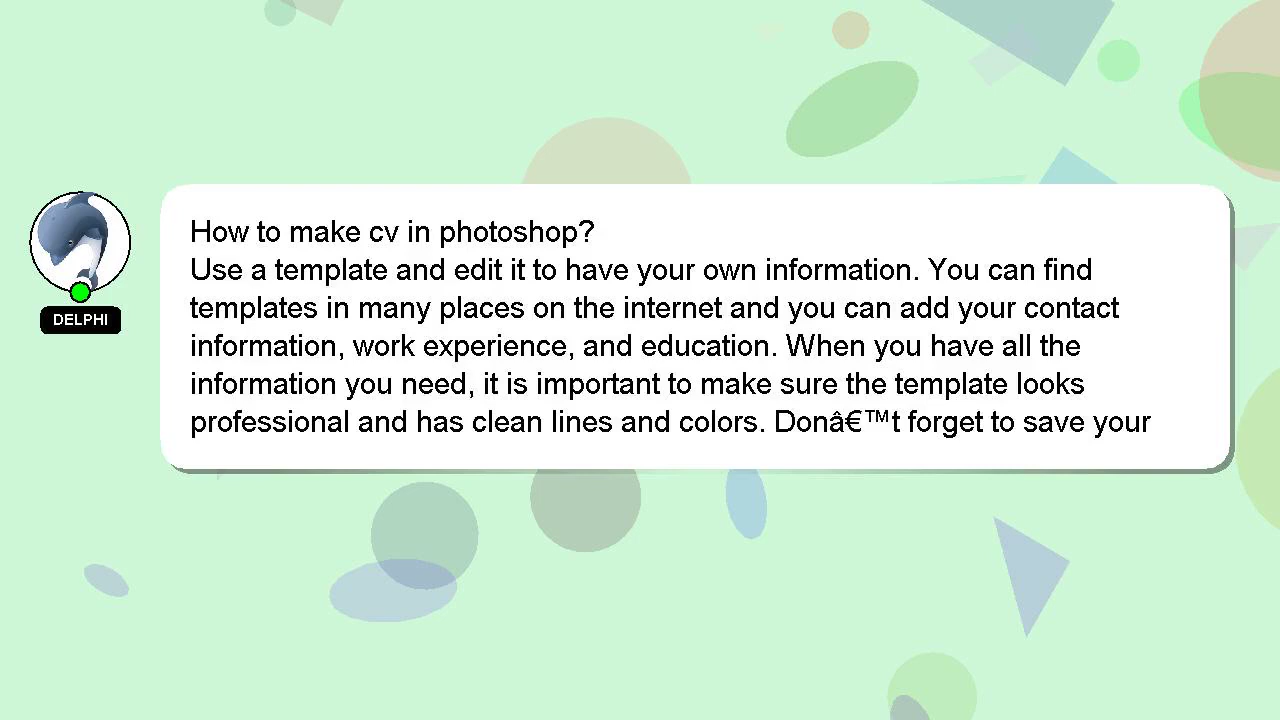 How to make cv in photoshop?
Use a template and edit it to have your own information. You can find
templates in many places on the internet and you can add your contact
information, work experience, and education. When you have all the
information you need, it is important to make sure the template looks
professional and has clean lines and colors. Donâ€™t forget to save your
DELPHI